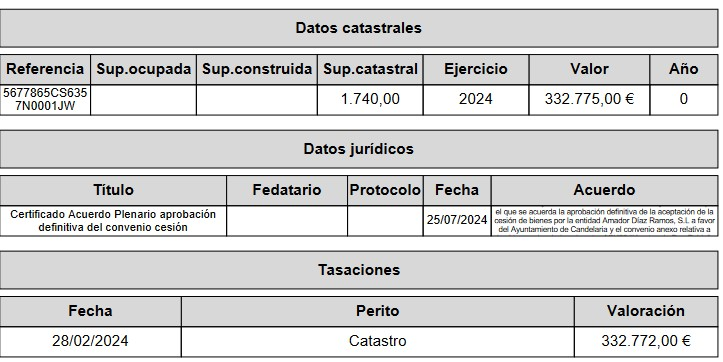 Datos catastrales
Referencia Sup.ocupada Sup.construida Sup.catastral Ejercicio Valor Año
5677865CS635
7N0001JW 1.740,00 2024 332.775,00 € 0
Datos jurídicos
Título Fedatario Protocolo Fecha Acuerdo
Certificado Acuerdo Plenario aprobación
definitiva del convenio cesión 25/07/2024
el que se acuerda la aprobación definitiva de la aceptación de la
cesión de bienes por la entidad Amador Díaz Ramos, S.L a favor
del Ayuntamiento de Candelaria y el convenio anexo relativa a
Tasaciones
Fecha Perito Valoración
28/02/2024 Catastro 332.772,00 €